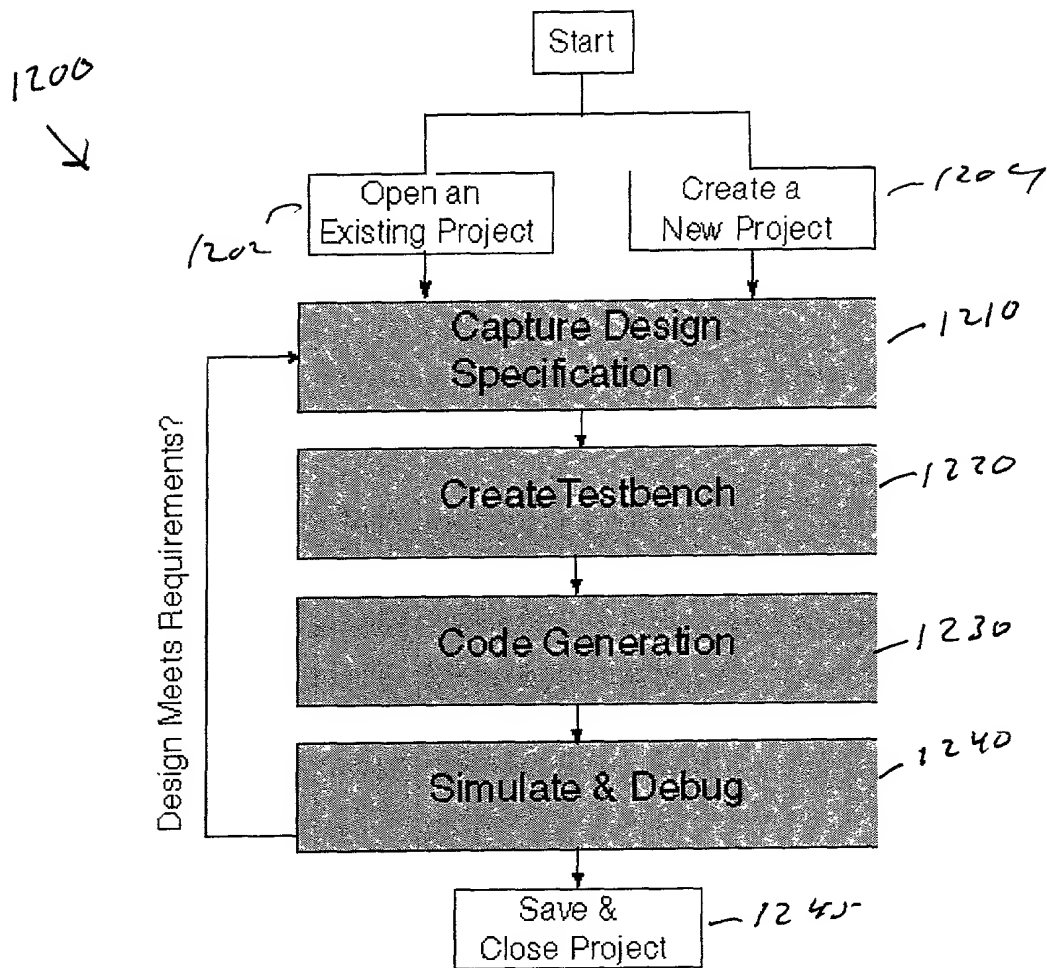 Start
1200
Open an
Existing Project
1202
Create a
New Project
1204
Capture Design
Specification
1210
Design Meets Requirements?
CreateTestbench
1220
Code Generation
1230
Simulate & Debug
1240
Save &
Close Project
1245